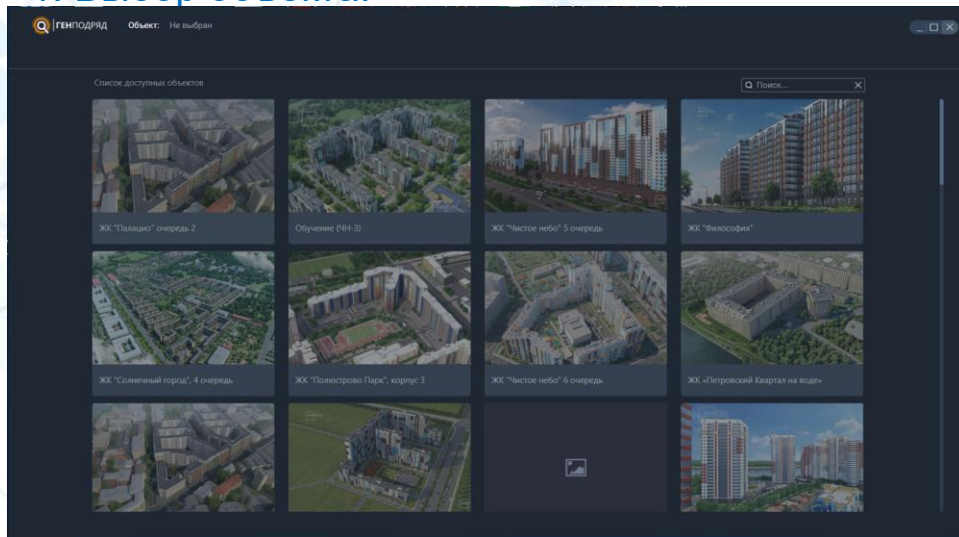 Выбор объекта.
ГЕНПОДРЯД Объект: Не выбран
Список доступных объектов
Поиск...
ЖК "Палацио" очередь 2
Обучение (ЧН-3)
ЖК "Чистое небо" 5 очередь
ЖК "Философия"
ЖК "Солнечный город", 4 очередь
ЖК "Полюстрово Парк", корпус 3
ЖК "Чистое небо" 6 очередь
ЖК «Петровский Квартал на воде»